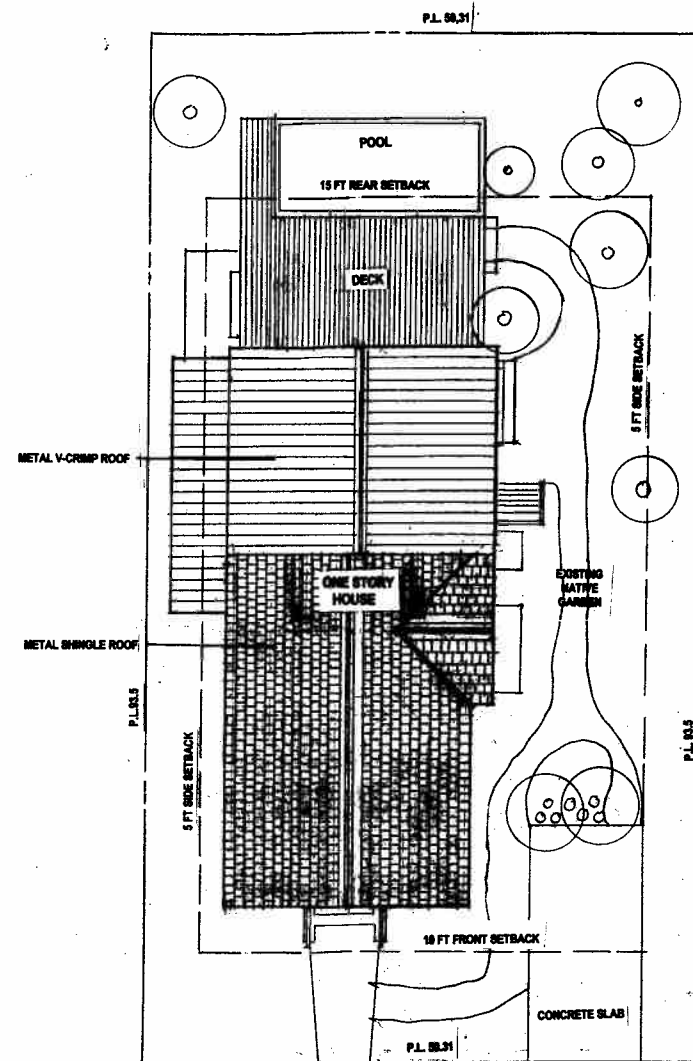 P.L. 59,31
POOL
15 FT REAR SETBACK
DECK
5 FT SIDE SETBACK
METAL V-CRIMP ROOF
ONE STORY
HOUSE
EXISTING
NATIVE
GARDEN
METAL SHINGLE ROOF
P.L.93.5
P.L. 93.5
5 FT SIDE SETBACK
10 FT FRONT SETBACK
CONCRETE SLAB
P.L. 59.31